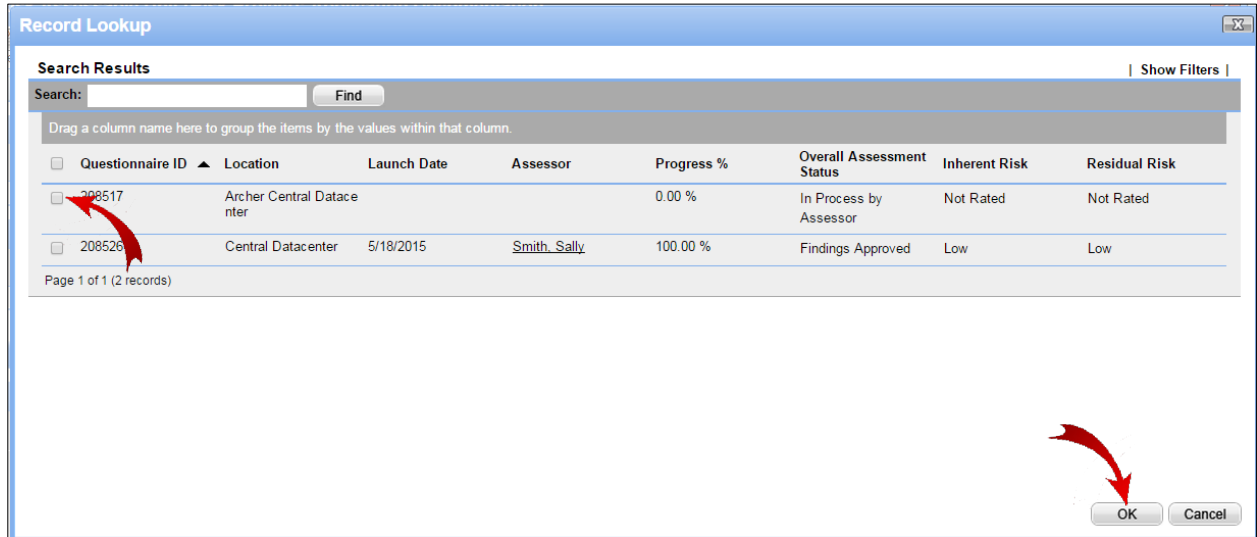 Record Lookup
Search Results
| Show Filters |
Search:
Find
Drag a column name here to group the items by the values within that column.
Questionnaire ID ▲ Location Launch Date Assessor Progress % Overall Assessment Status Inherent Risk Residual Risk
208517 Archer Central Datace
nter 0.00 % In Process by
Assessor Not Rated Not Rated
208526 Central Datacenter 5/18/2015 Smith, Sally 100.00 % Findings Approved Low Low
Page 1 of 1 (2 records)
OK Cancel